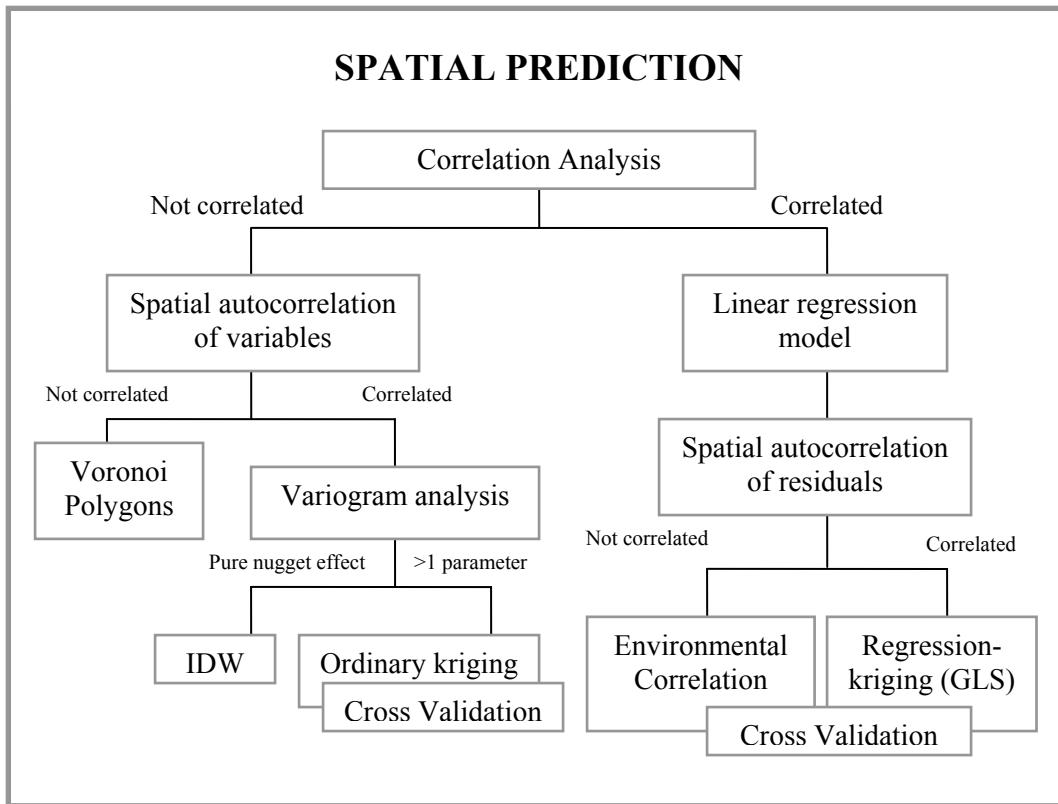 SPATIAL PREDICTION
Correlation Analysis
Not correlated
Correlated
Spatial autocorrelation
of variables
Linear regression
model
Not correlated
Correlated
Voronoi
Polygons
Variogram analysis
Spatial autocorrelation
of residuals
Pure nugget effect
>1 parameter
Not correlated
Correlated
IDW
Ordinary kriging
Cross Validation
Environmental
Correlation
Regression-
kriging (GLS)
Cross Validation